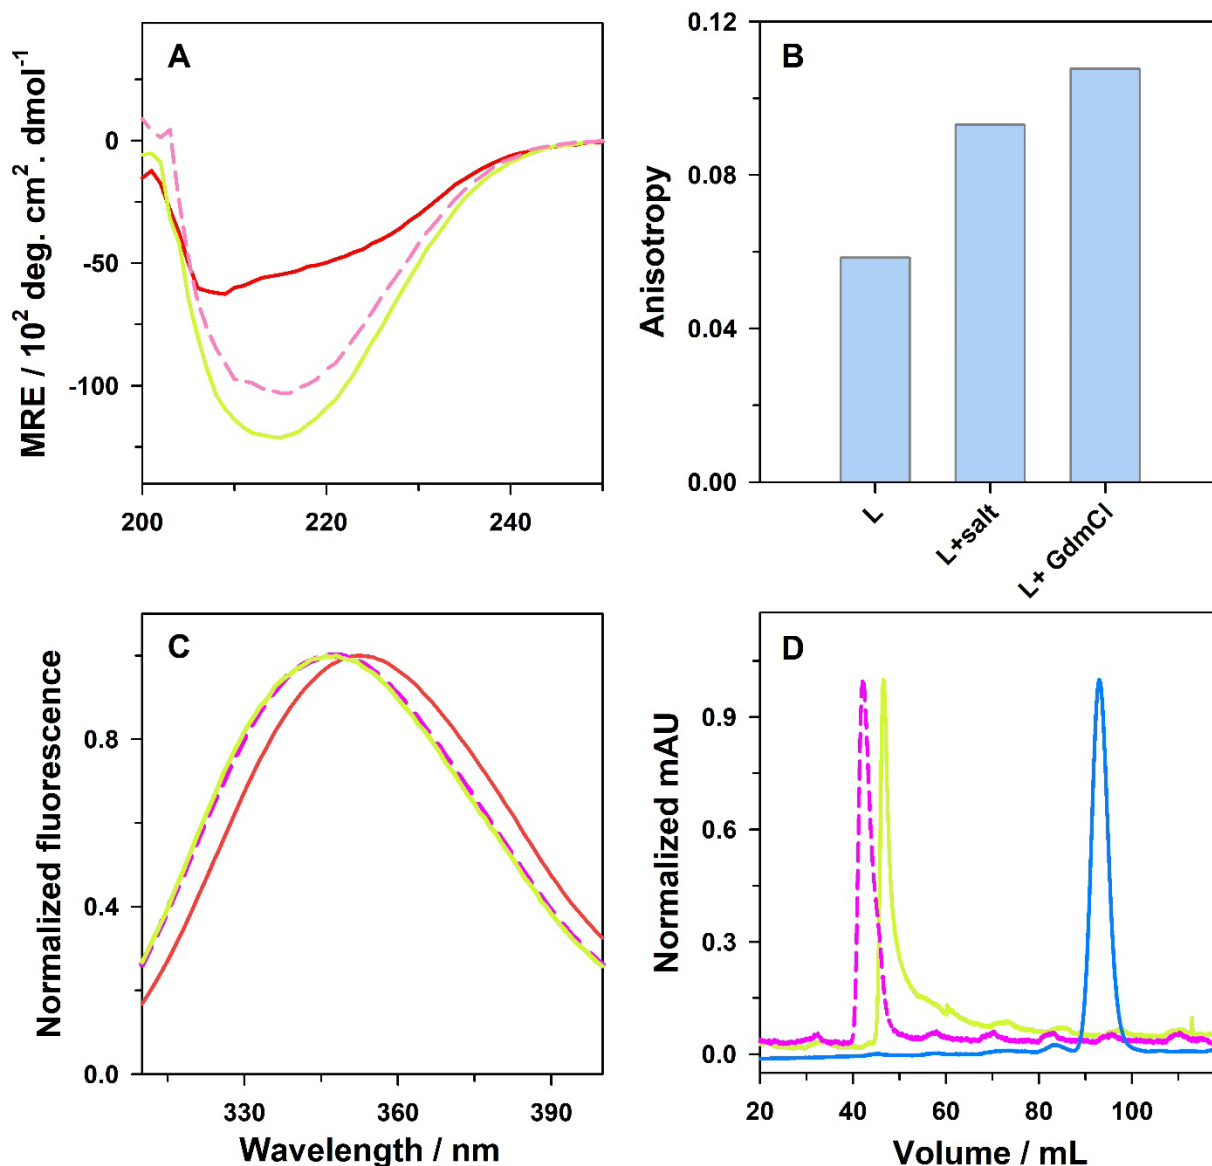 A
MRE / 10² deg. cm². dmol⁻¹
0
-50
-100
200
220
240
B
Anisotropy
0.12
0.08
0.04
0.00
L
L+salt
L+ GdmCl
C
Normalized fluorescence
0.8
0.4
0.0
330
360
390
Wavelength / nm
D
Normalized mAU
0.9
0.6
0.3
0.0
20
40
60
80
100
Volume / mL